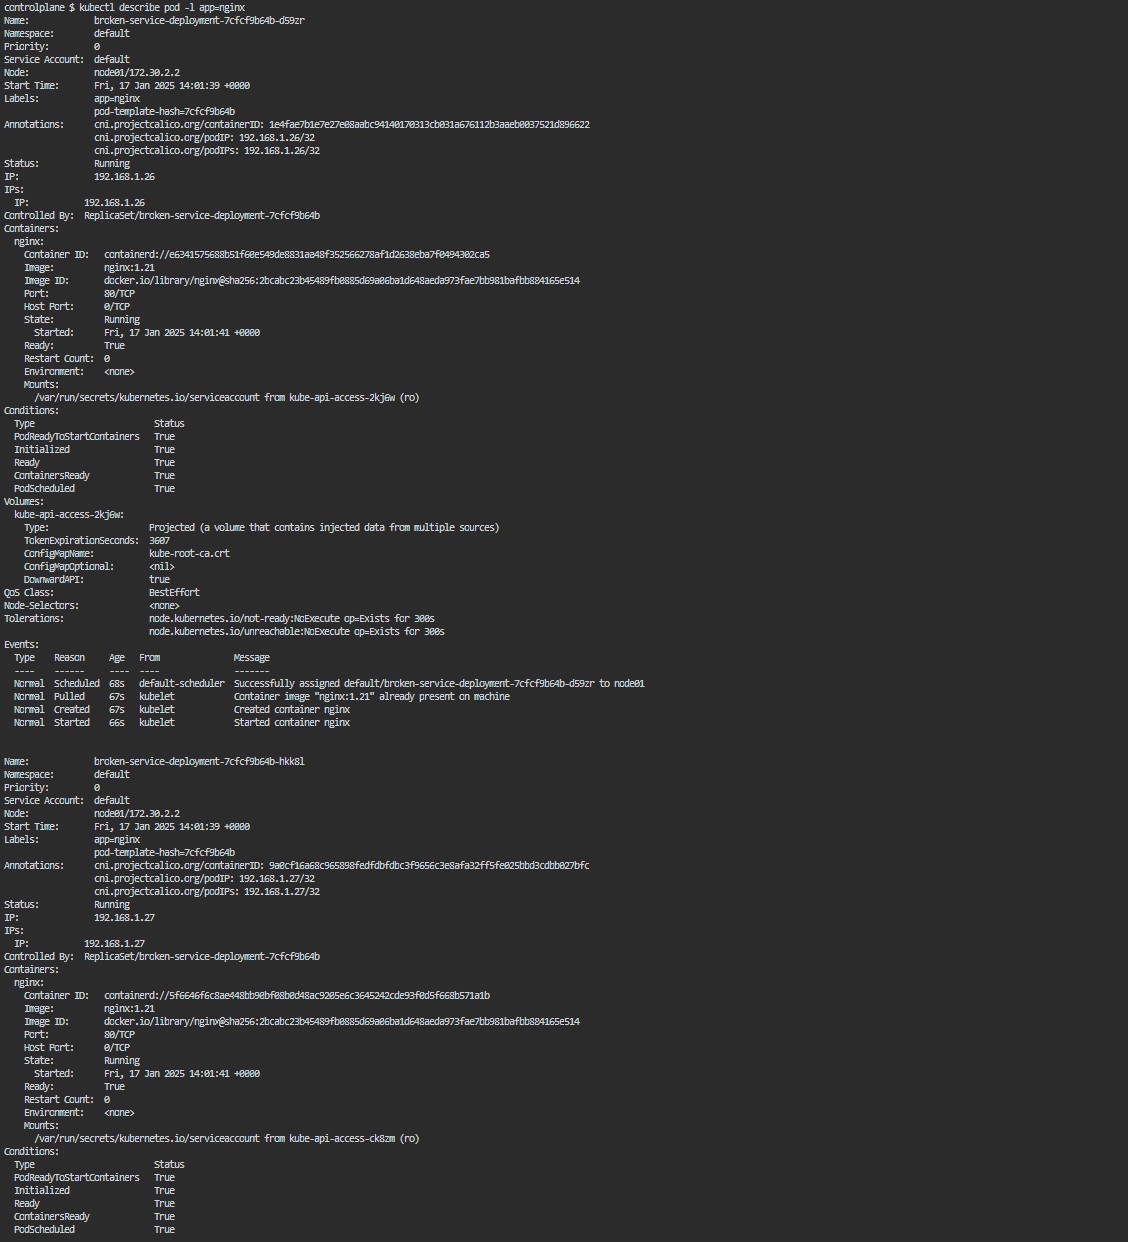 controlplane $ kubectl describe pod -l app=nginx
Name:             broken-service-deployment-7cfcf9b64b-d59zr
Namespace:        default
Priority:         0
Service Account:  default
Node:             node01/172.30.2.2
Start Time:       Fri, 17 Jan 2025 14:01:39 +0000
Labels:           app=nginx
                  pod-template-hash=7cfcf9b64b
Annotations:      cni.projectcalico.org/containerID: 1e4fae7b1e7e27e08aabc94140170313cb031a676112b3aaeb0037521d896622
                  cni.projectcalico.org/podIP: 192.168.1.26/32
                  cni.projectcalico.org/podIPs: 192.168.1.26/32
Status:           Running
IP:               192.168.1.26
IPs:
  IP:           192.168.1.26
Controlled By:  ReplicaSet/broken-service-deployment-7cfcf9b64b
Containers:
  nginx:
    Container ID:   containerd://e6341575688b51f60e549de8831aa48f352566278af1d2638eba7f0494302ca5
    Image:          nginx:1.21
    Image ID:       docker.io/library/nginx@sha256:2bcabc23b45489fb0885d69a06ba1d648aeda973fae7bb981bafbb884165e514
    Port:           80/TCP
    Host Port:      0/TCP
    State:          Running
      Started:      Fri, 17 Jan 2025 14:01:41 +0000
    Ready:          True
    Restart Count:  0
    Environment:    <none>
    Mounts:
      /var/run/secrets/kubernetes.io/serviceaccount from kube-api-access-2kj6w (ro)
Conditions:
  Type                        Status
  PodReadyToStartContainers   True
  Initialized                 True
  Ready                       True
  ContainersReady             True
  PodScheduled                True
Volumes:
  kube-api-access-2kj6w:
    Type:                    Projected (a volume that contains injected data from multiple sources)
    TokenExpirationSeconds:  3607
    ConfigMapName:           kube-root-ca.crt
    ConfigMapOptional:       <nil>
    DownwardAPI:             true
QoS Class:                   BestEffort
Node-Selectors:              <none>
Tolerations:                 node.kubernetes.io/not-ready:NoExecute op=Exists for 300s
                             node.kubernetes.io/unreachable:NoExecute op=Exists for 300s
Events:
  Type    Reason     Age   From               Message
  ----    ------     ----  ----               -------
  Normal  Scheduled  68s   default-scheduler  Successfully assigned default/broken-service-deployment-7cfcf9b64b-d59zr to node01
  Normal  Pulled     67s   kubelet            Container image "nginx:1.21" already present on machine
  Normal  Created    67s   kubelet            Created container nginx
  Normal  Started    66s   kubelet            Started container nginx
Name:             broken-service-deployment-7cfcf9b64b-hkk8l
Namespace:        default
Priority:         0
Service Account:  default
Node:             node01/172.30.2.2
Start Time:       Fri, 17 Jan 2025 14:01:39 +0000
Labels:           app=nginx
                  pod-template-hash=7cfcf9b64b
Annotations:      cni.projectcalico.org/containerID: 9a0cf16a68c965898fedfdbfdbc3f9656c3e8afa32ff5fe025bbd3cdbb027bfc
                  cni.projectcalico.org/podIP: 192.168.1.27/32
                  cni.projectcalico.org/podIPs: 192.168.1.27/32
Status:           Running
IP:               192.168.1.27
IPs:
  IP:           192.168.1.27
Controlled By:  ReplicaSet/broken-service-deployment-7cfcf9b64b
Containers:
  nginx:
    Container ID:   containerd://5f6646f6c8ae448bb90bf08b0d48ac9205e6c3645242cde93f0d5f668b571a1b
    Image:          nginx:1.21
    Image ID:       docker.io/library/nginx@sha256:2bcabc23b45489fb0885d69a06ba1d648aeda973fae7bb981bafbb884165e514
    Port:           80/TCP
    Host Port:      0/TCP
    State:          Running
      Started:      Fri, 17 Jan 2025 14:01:41 +0000
    Ready:          True
    Restart Count:  0
    Environment:    <none>
    Mounts:
      /var/run/secrets/kubernetes.io/serviceaccount from kube-api-access-ck8zm (ro)
Conditions:
  Type                        Status
  PodReadyToStartContainers   True
  Initialized                 True
  Ready                       True
  ContainersReady             True
  PodScheduled                True